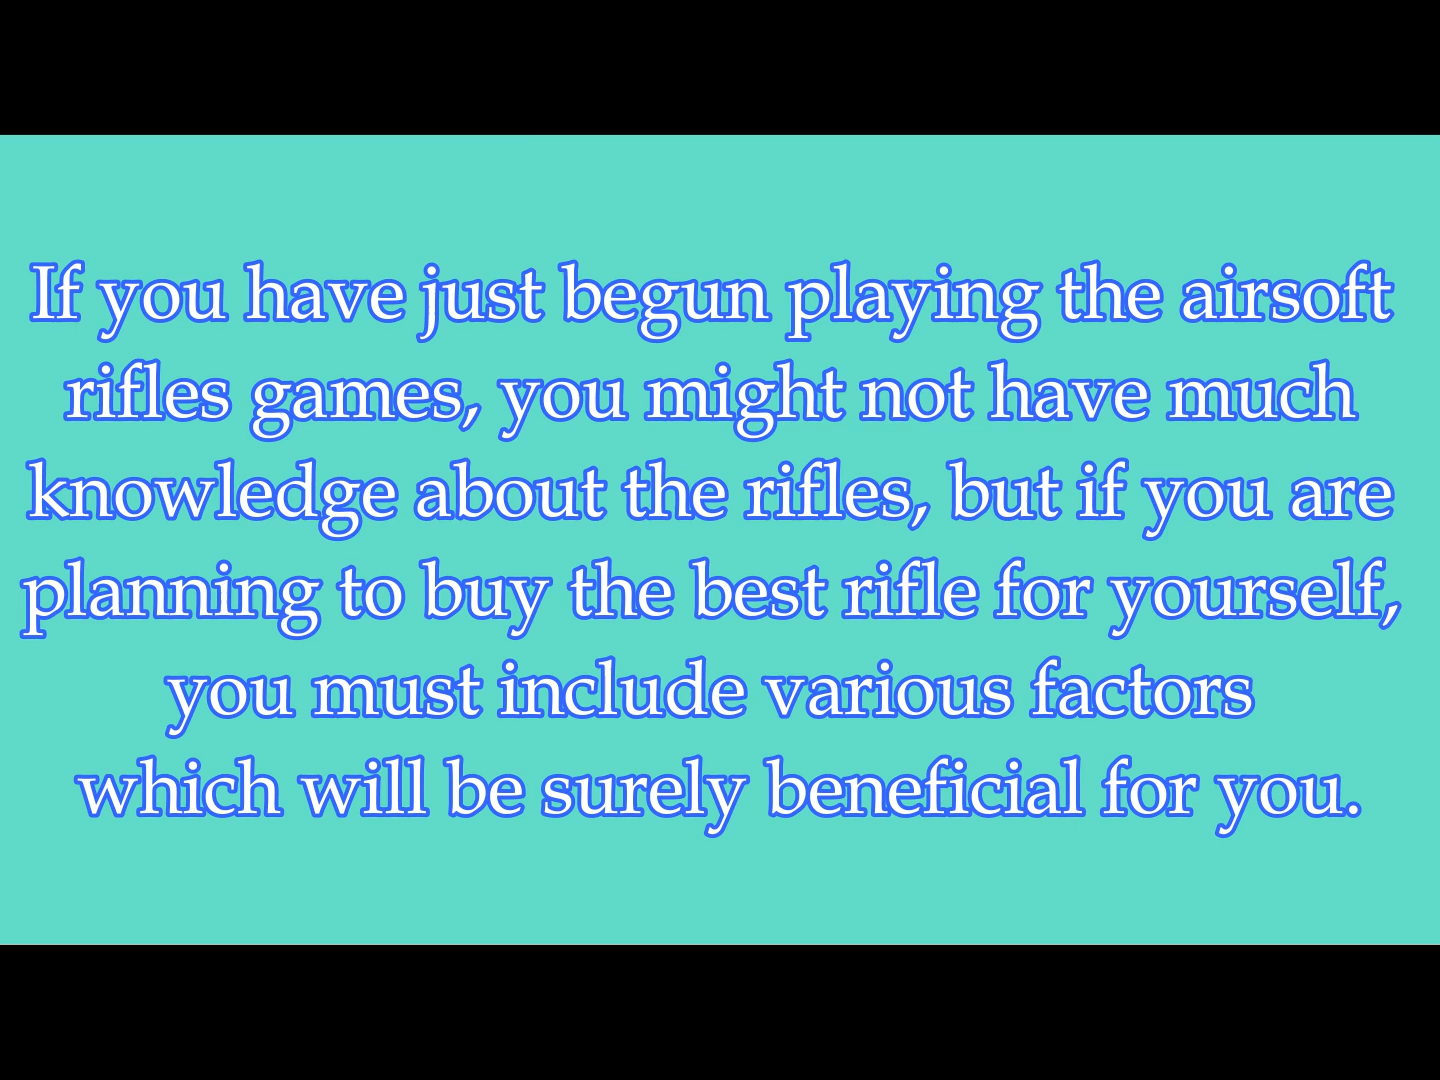 If you have just begun playing the airsoft
rifles games, you might not have much
knowledge about the rifles, but if you are
planning to buy the best rifle for yourself,
you must include various factors
which will be surely beneficial for you.